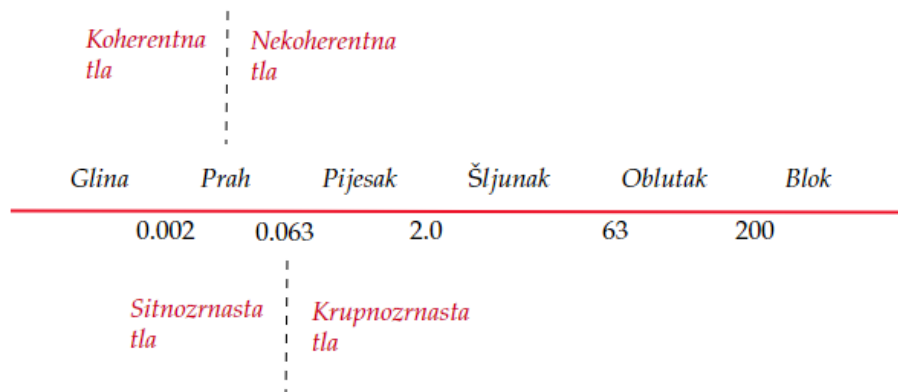 Koherentna Nekoherentna
tla tla
Glina Prah Pijesak Šljunak Oblutak Blok
0.002 0.063 2.0 63 200
Sitnozrnasta Krupnozrnasta
tla tla